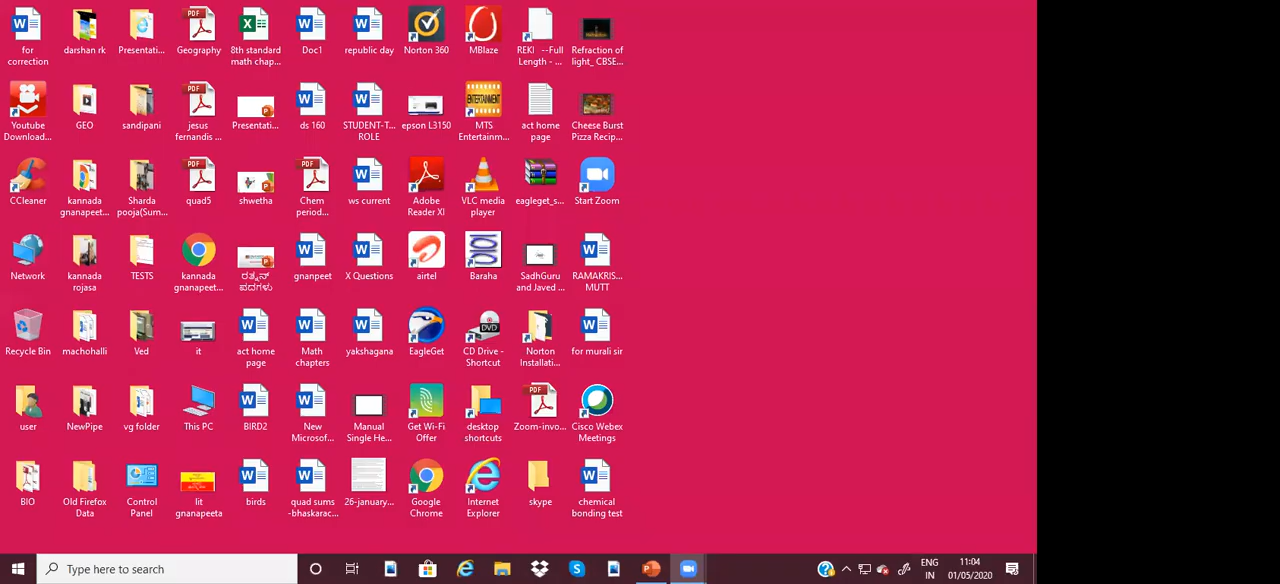 for
correction
darshan rk
Presentati...
Geography
8th standard
math chap...
Doc1
republic day
Norton 360
MBlaze
REKI --Full
Length - ...
Refraction of
light_ CBSE...
Youtube
Download...
GEO
sandipani
jesus
fernandis ...
Presentati...
ds 160
STUDENT-T...
ROLE
epson L3150
MTS
Entertainm...
act home
page
Cheese Burst
Pizza Recip...
CCleaner
kannada
gnanapeet...
Sharda
pooja(Sum...
quad5
shwetha
Chem
period...
ws current
Adobe
Reader XI
VLC media
player
eagleget_s...
Start Zoom
Network
kannada
rojasa
TESTS
kannada
gnanapeet...
ರತ್ನನ್
ಪದಗಳು
gnanpeet
X Questions
airtel
Baraha
SadhGuru
and Javed ...
RAMAKRIS...
MUTT
Recycle Bin
machohalli
Ved
it
act home
page
Math
chapters
yakshagana
EagleGet
CD Drive -
Shortcut
Norton
Installati...
for murali sir
user
NewPipe
vg folder
This PC
BIRD2
New
Microsof...
Manual
Single He...
Get Wi-Fi
Offer
desktop
shortcuts
Zoom-invo...
Cisco Webex
Meetings
BIO
Old Firefox
Data
Control
Panel
lit
gnanapeeta
birds
quad sums
-bhaskarac...
26-january...
Google
Chrome
Internet
Explorer
skype
chemical
bonding test
Type here to search
ENG
IN
11:04
01/05/2020